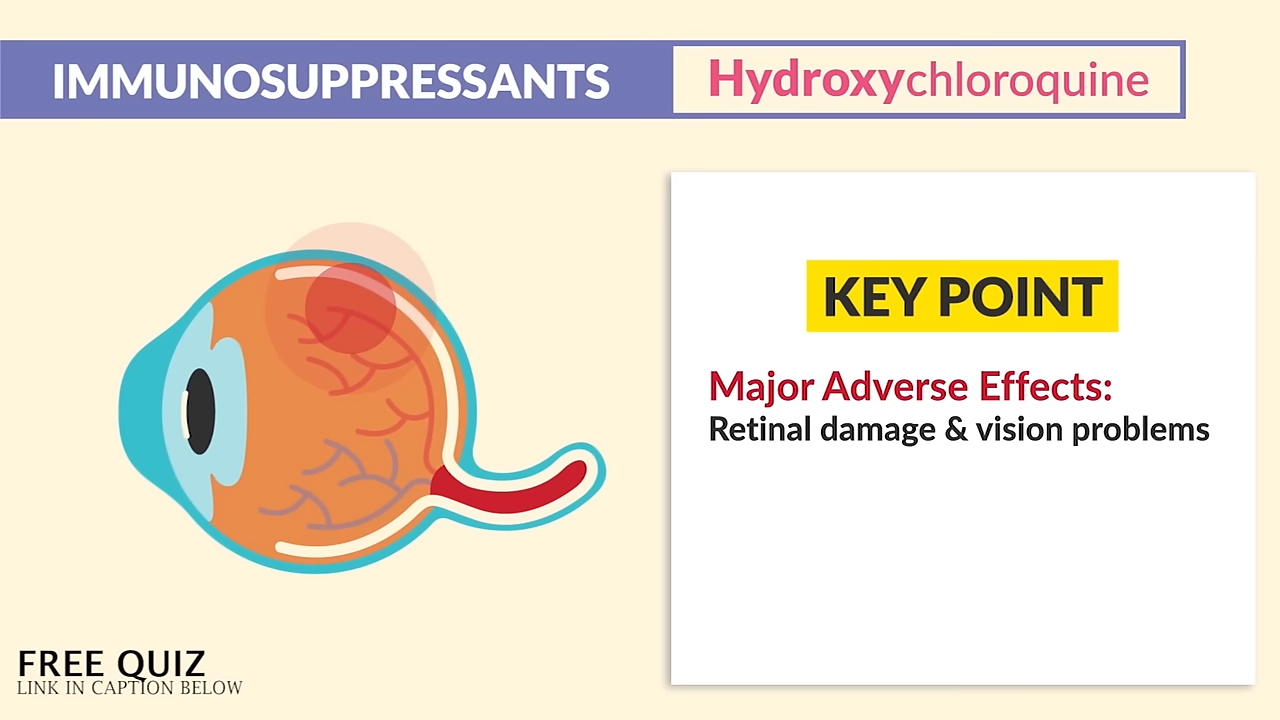 IMMUNOSUPPRESSANTS
Hydroxychloroquine
KEY POINT
Major Adverse Effects:
Retinal damage & vision problems
FREE QUIZ
LINK IN CAPTION BELOW